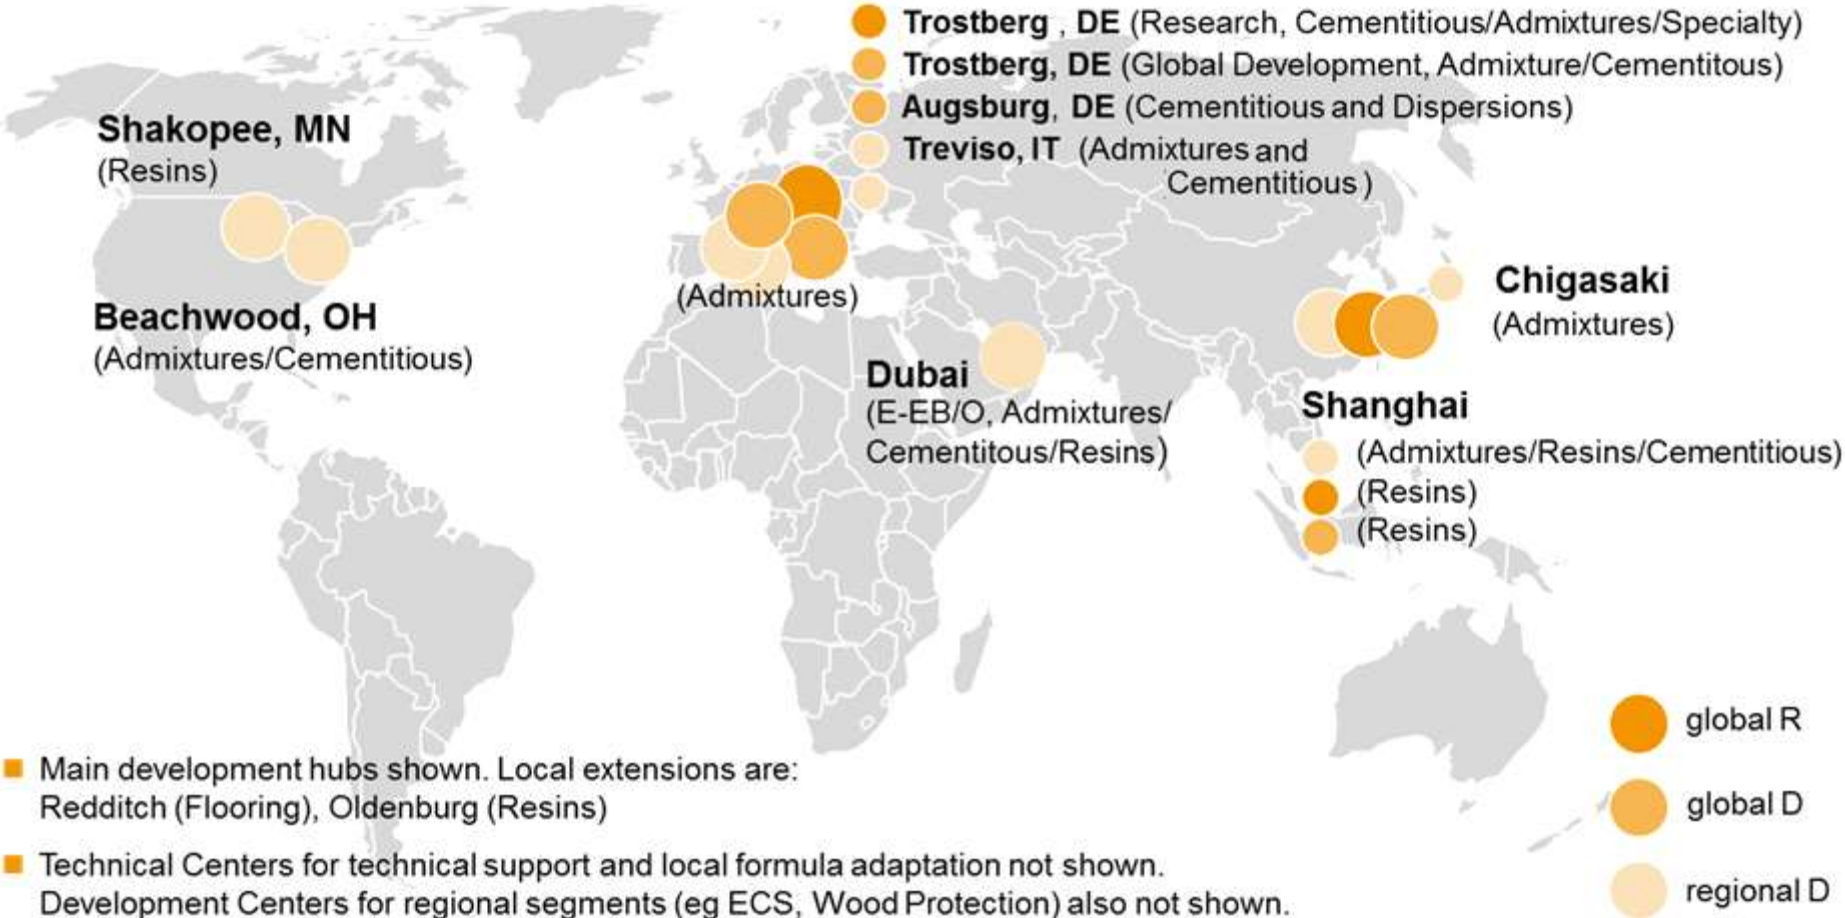 Trostberg , DE (Research, Cementitious/Admixtures/Specialty)
Trostberg, DE (Global Development, Admixture/Cementitous)
Augsburg, DE (Cementitious and Dispersions)
Treviso, IT (Admixtures and
Cementitious )
Shakopee, MN
(Resins)
Beachwood, OH
(Admixtures/Cementitious)
(Admixtures)
Dubai
(E-EB/O, Admixtures/
Cementitous/Resins)
Chigasaki
(Admixtures)
Shanghai
(Admixtures/Resins/Cementitious)
(Resins)
(Resins)
global R
global D
regional D
Main development hubs shown. Local extensions are:
Redditch (Flooring), Oldenburg (Resins)
Technical Centers for technical support and local formula adaptation not shown.
Development Centers for regional segments (eg ECS, Wood Protection) also not shown.